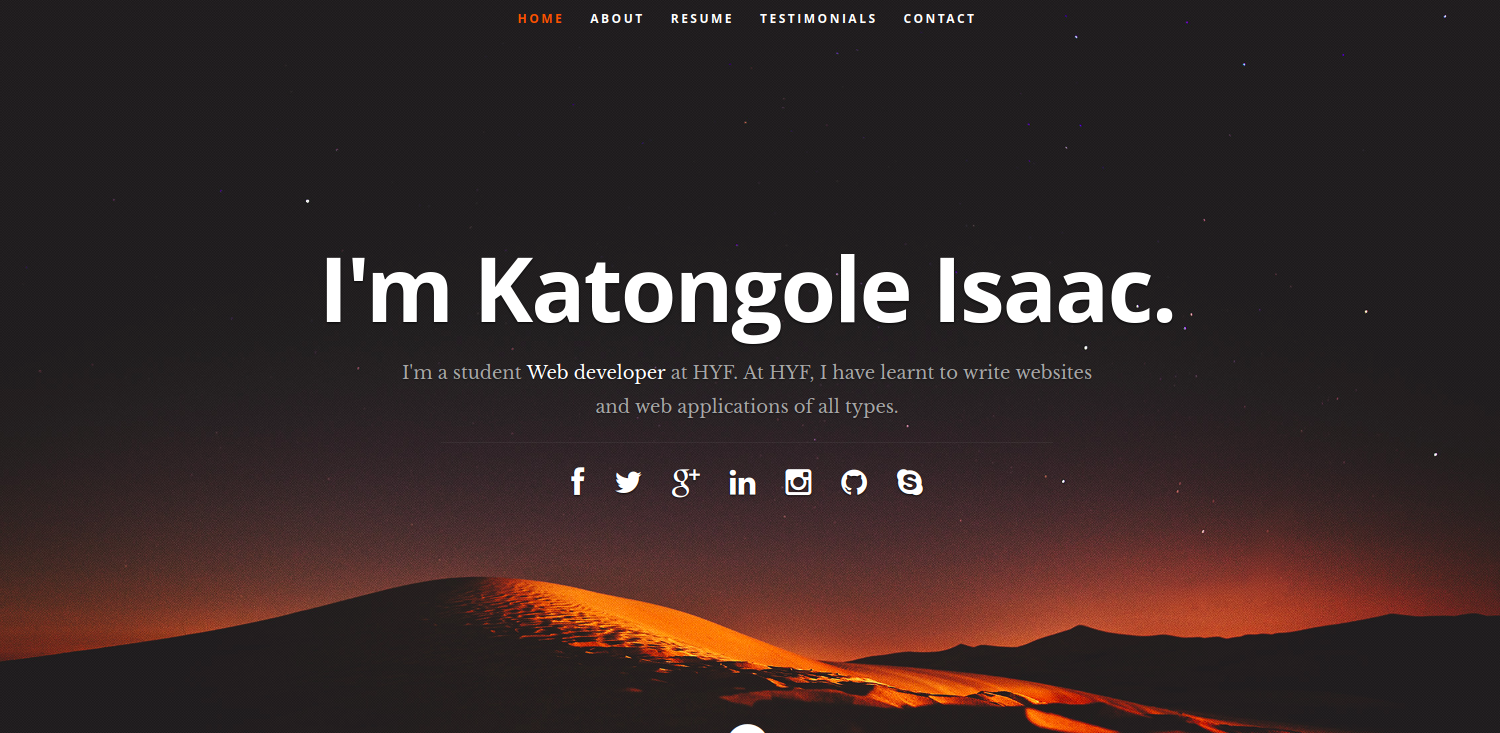 HOME ABOUT RESUME TESTIMONIALS CONTACT
I'm Katongole Isaac.
I'm a student Web developer at HYF. At HYF, I have learnt to write websites
and web applications of all types.